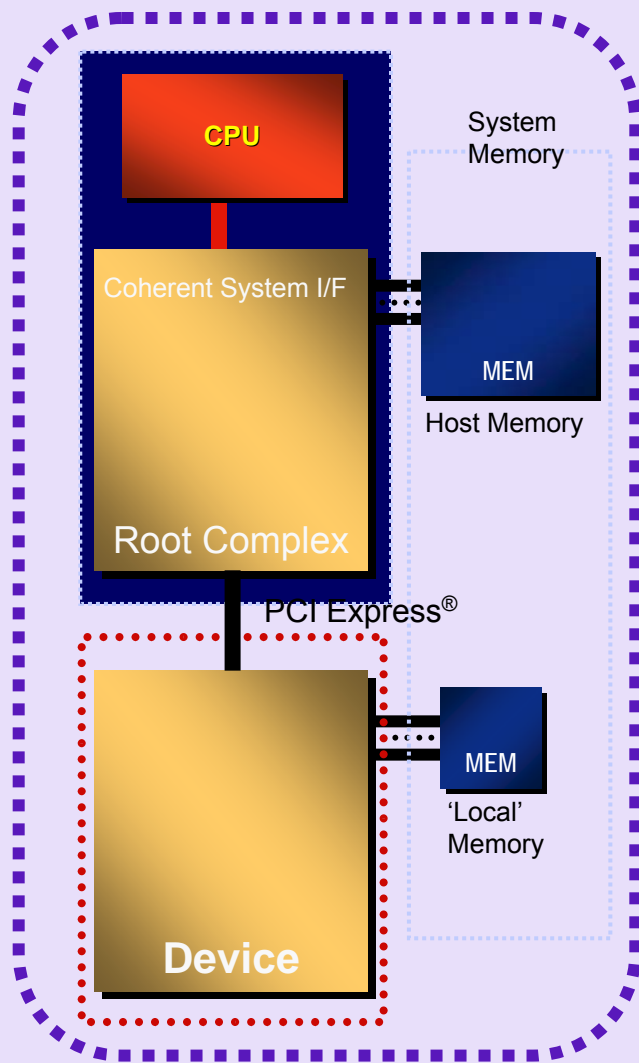 CPU
System
Memory
Coherent System I/F
MEM
Host Memory
Root Complex
PCI Express®
MEM
‘Local’
Memory
Device